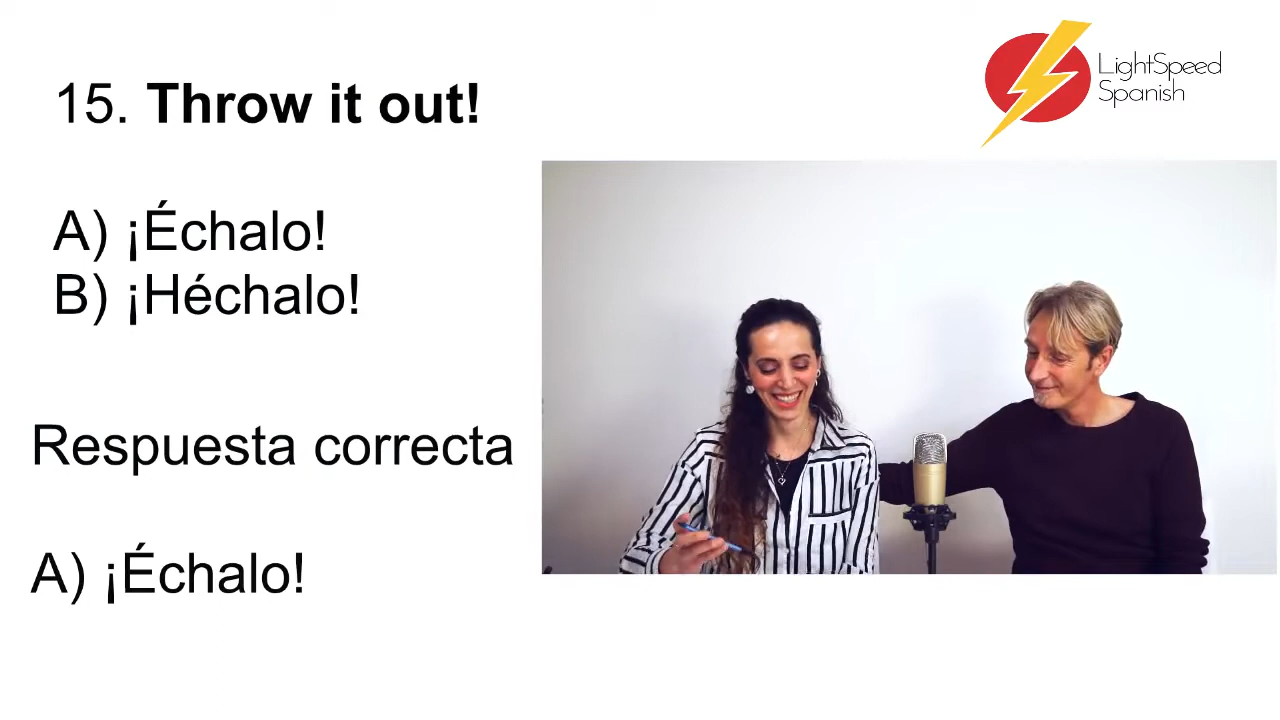 15. Throw it out!
A) ¡Échalo!
B) ¡Héchalo!
Respuesta correcta
A) ¡Échalo!
LightSpeed
Spanish